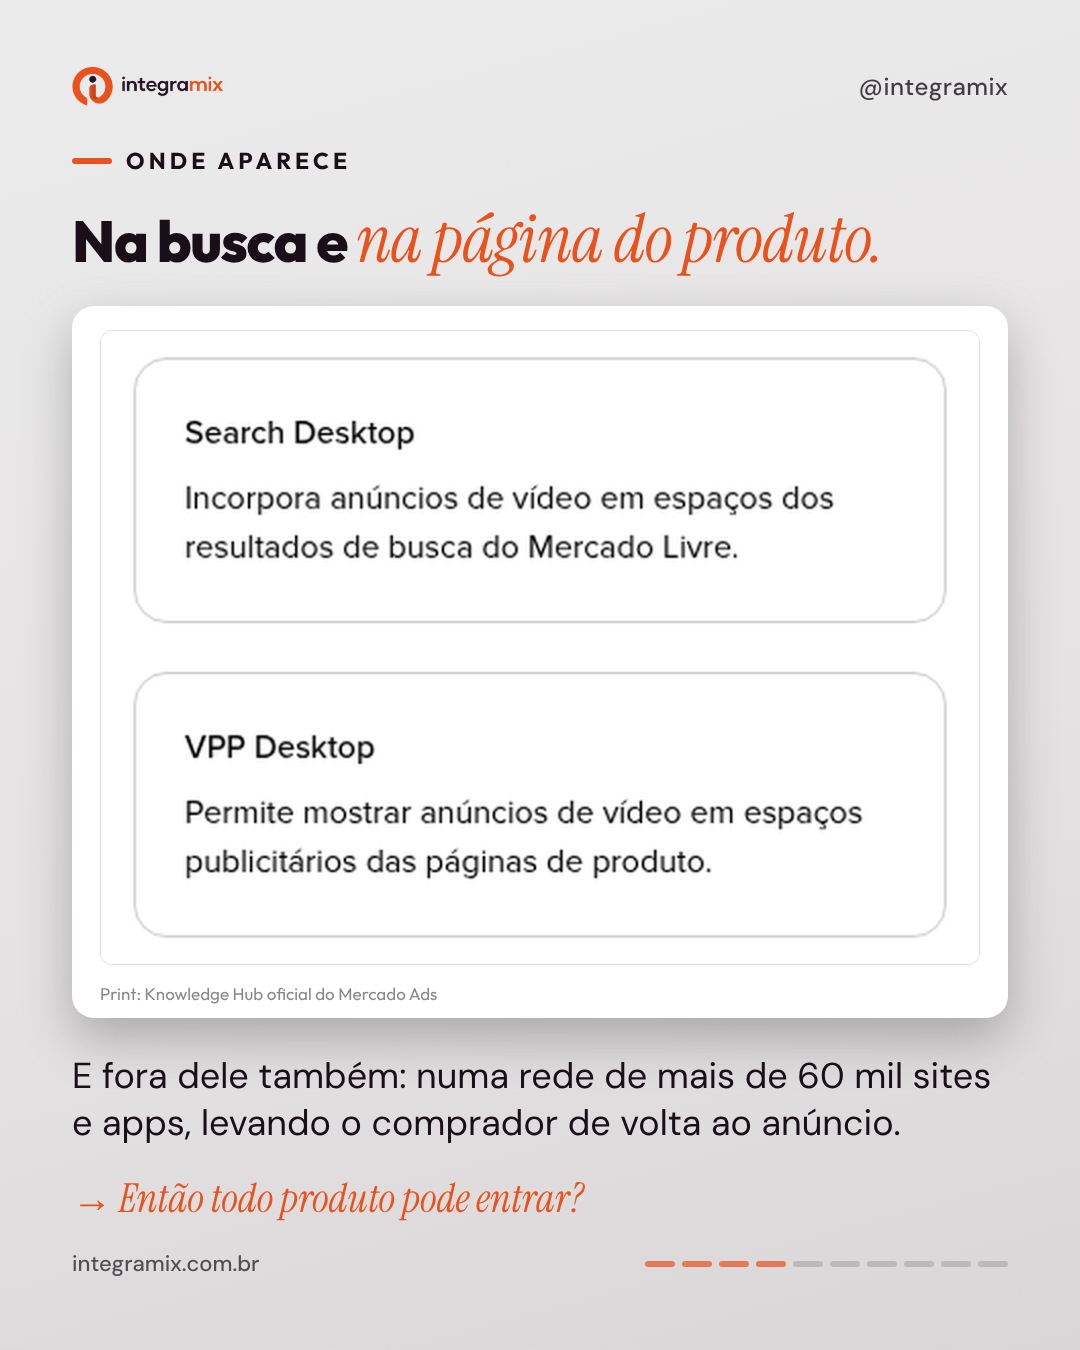 integramix
@integramix
ONDE APARECE
Na busca e na página do produto.
Search Desktop
Incorpora anúncios de vídeo em espaços dos
resultados de busca do Mercado Livre.
VPP Desktop
Permite mostrar anúncios de vídeo em espaços
publicitários das páginas de produto.
Print: Knowledge Hub oficial do Mercado Ads
E fora dele também: numa rede de mais de 60 mil sites
e apps, levando o comprador de volta ao anúncio.
→ Então todo produto pode entrar?
integramix.com.br